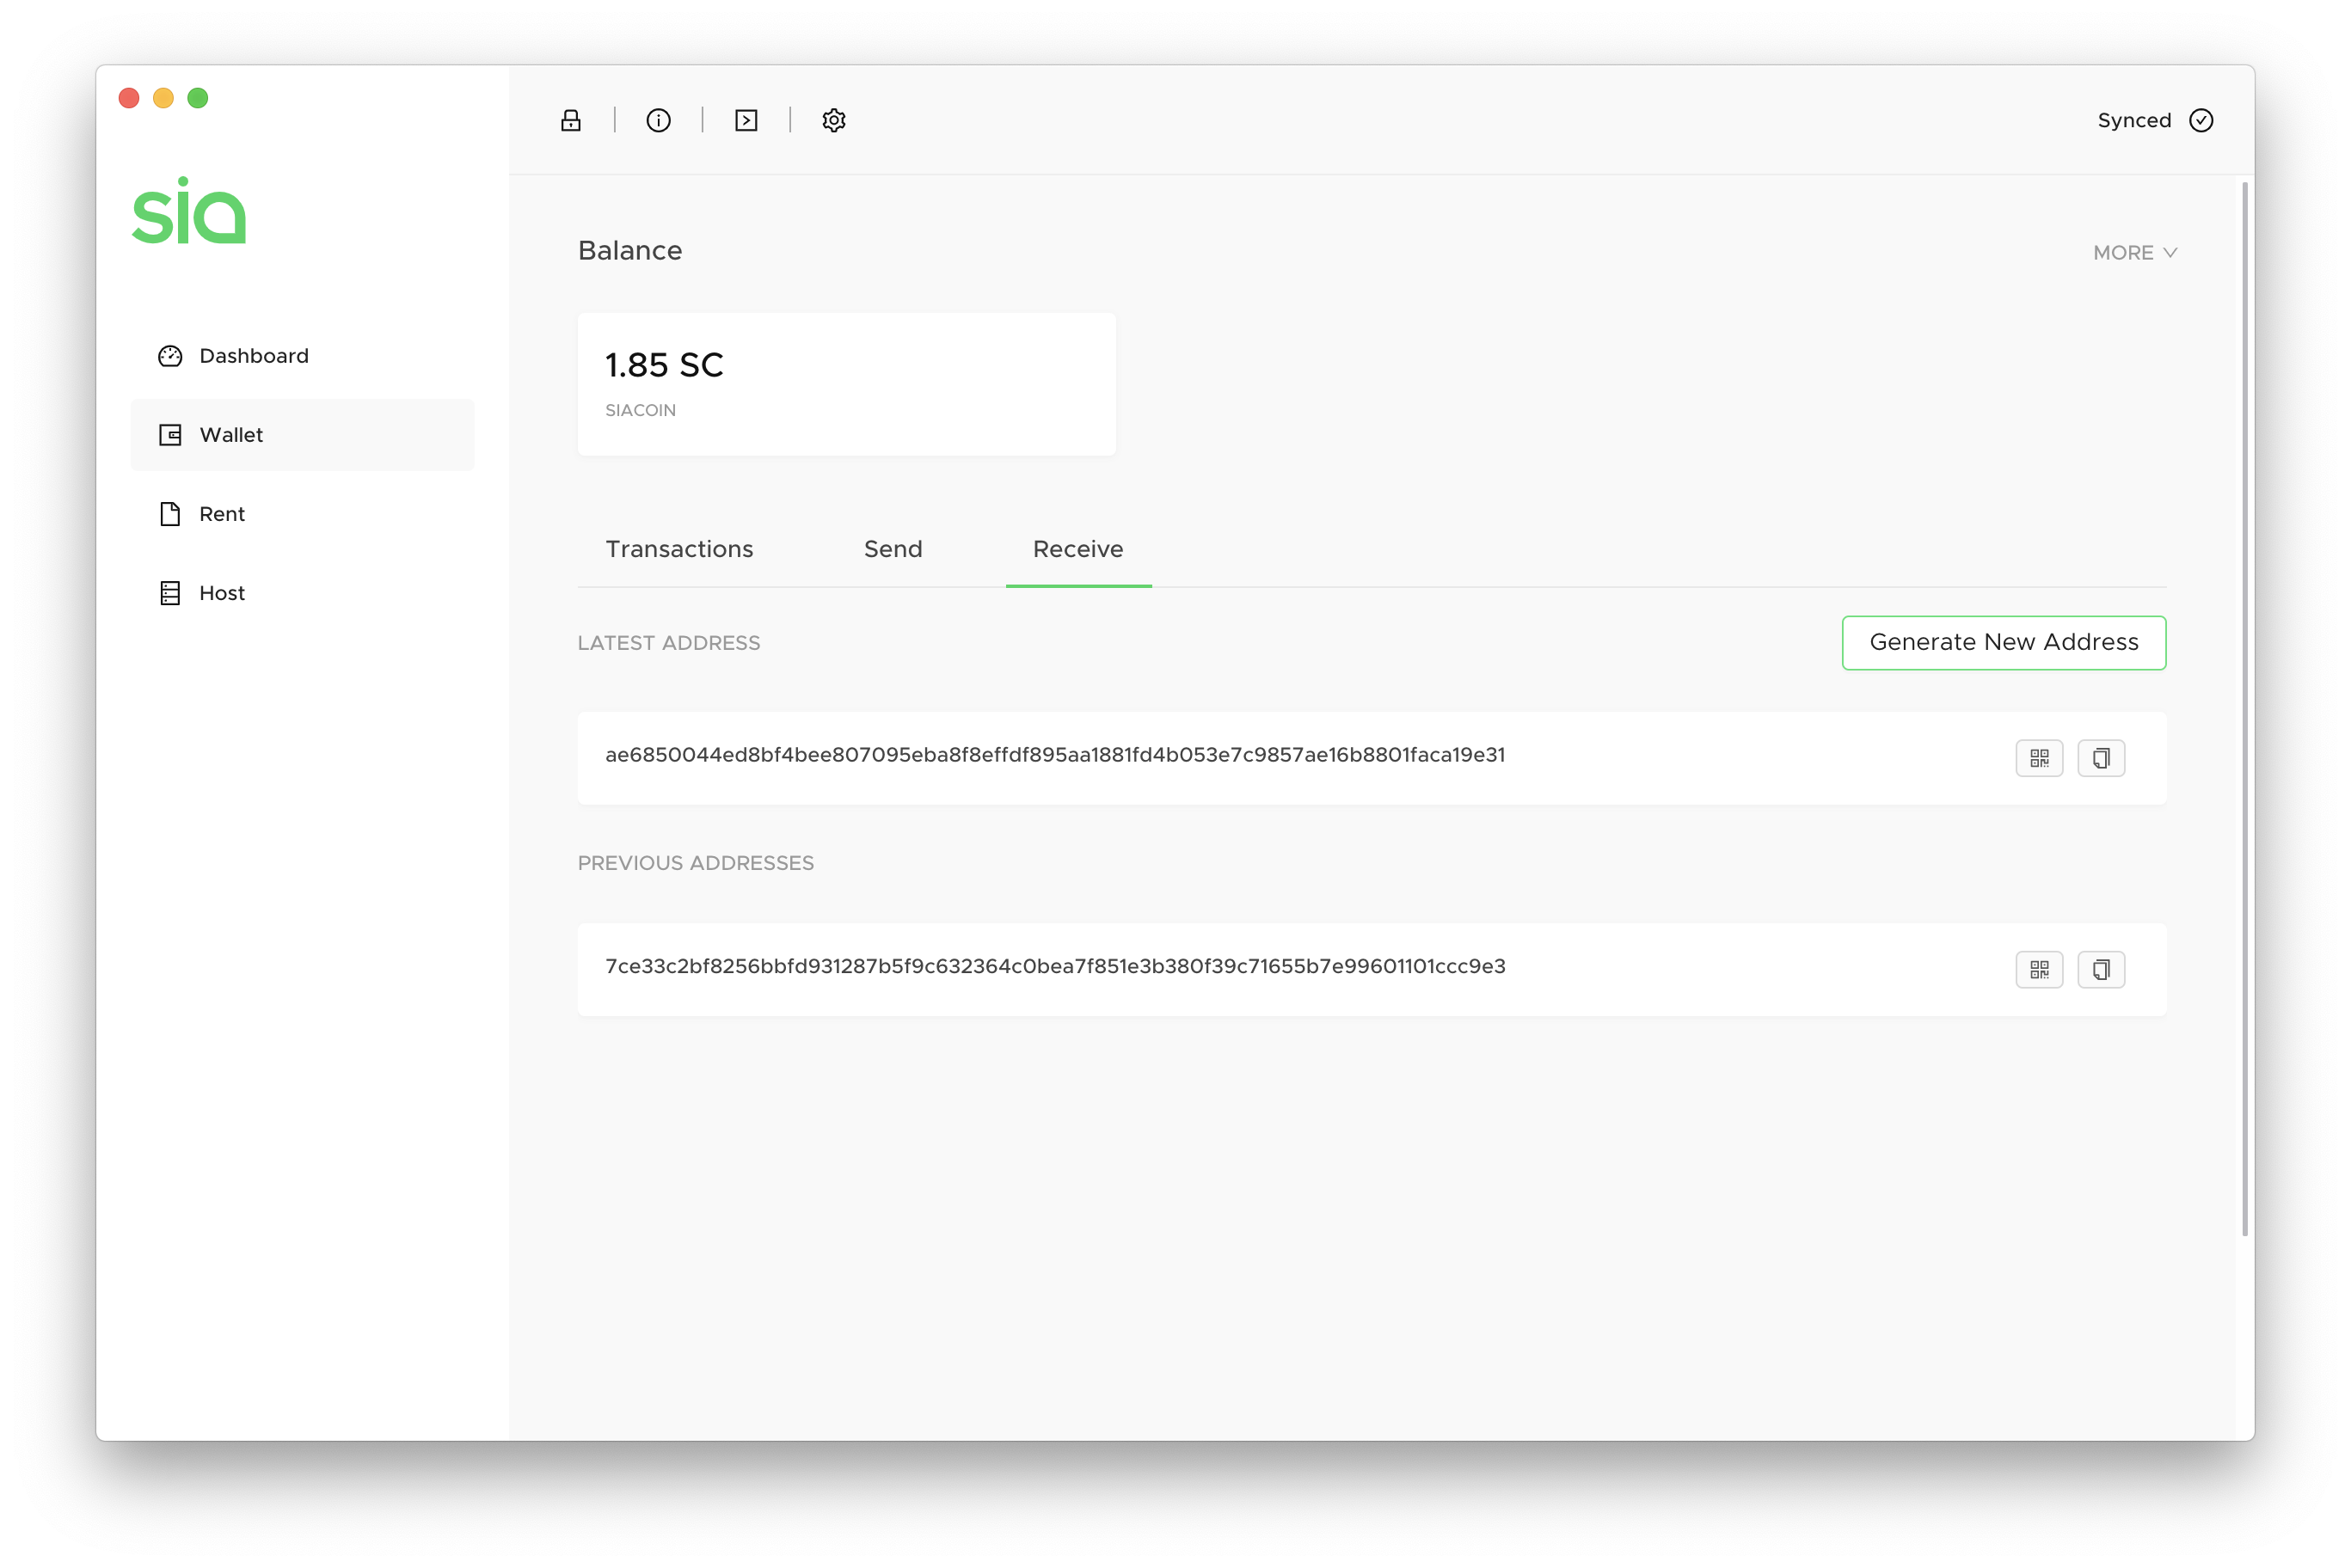 sia
Synced
Dashboard
Wallet
Rent
Host
Balance
MORE
1.85 SC
SIACOIN
Transactions
Send
Receive
LATEST ADDRESS
Generate New Address
ae6850044ed8bf4bee807095eba8f8effdf895aa1881fd4b053e7c9857ae16b8801faca19e31
PREVIOUS ADDRESSES
7ce33c2bf8256bbfd931287b5f9c632364c0bea7f851e3b380f39c71655b7e99601101ccc9e3